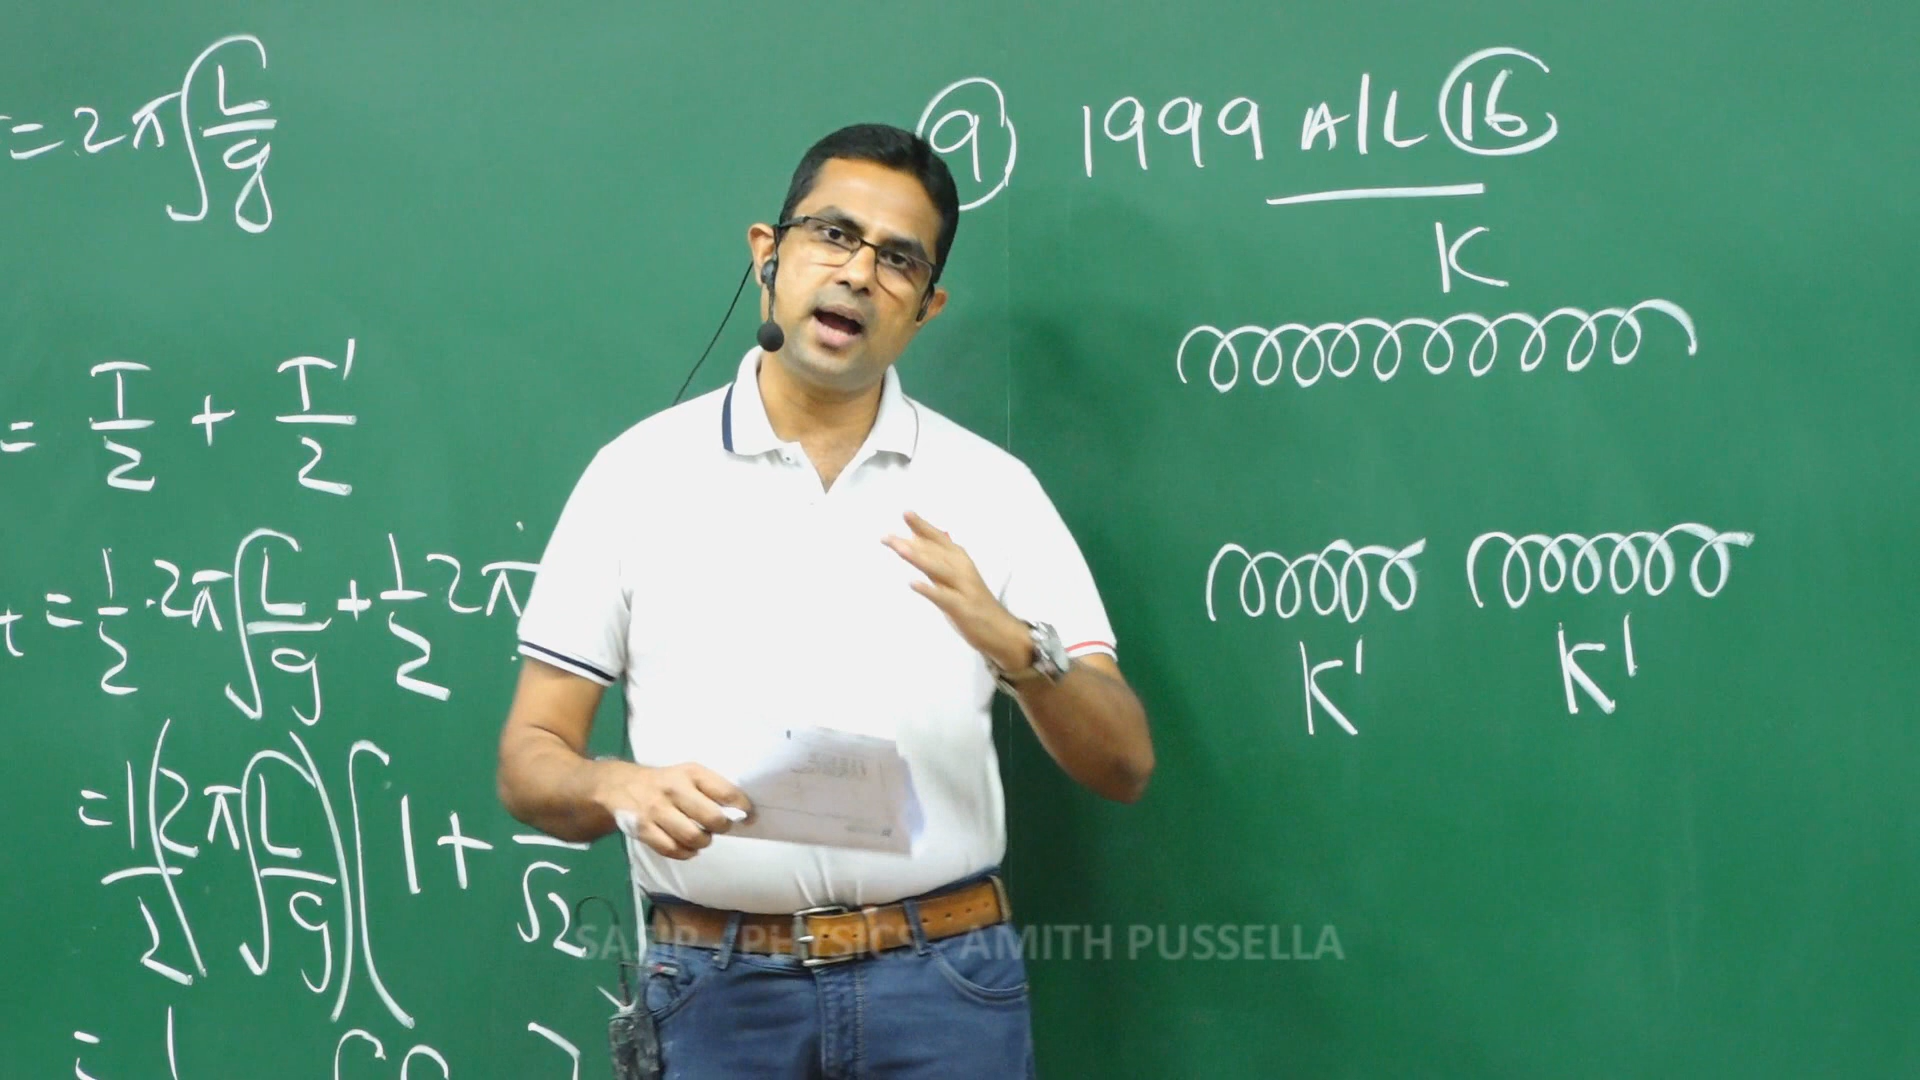 = 2π√(L/g)
= T/2 + T'/2
t = 1/2 · 2π√(L/g) + 1/2 2π
= 1/2 (2π√(L/g)) (1 + /√2
= 1
9 1999 A/L 16
K
K' K'
SASIP - PHYSICS - AMITH PUSSELLA